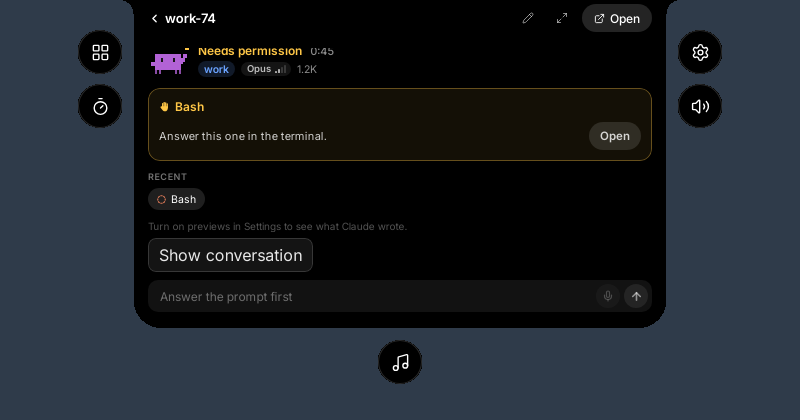 work-74
Open
Needs permission 0:45
work Opus 1.2K
Bash
Answer this one in the terminal.
Open
RECENT
Bash
Turn on previews in Settings to see what Claude wrote.
Show conversation
Answer the prompt first